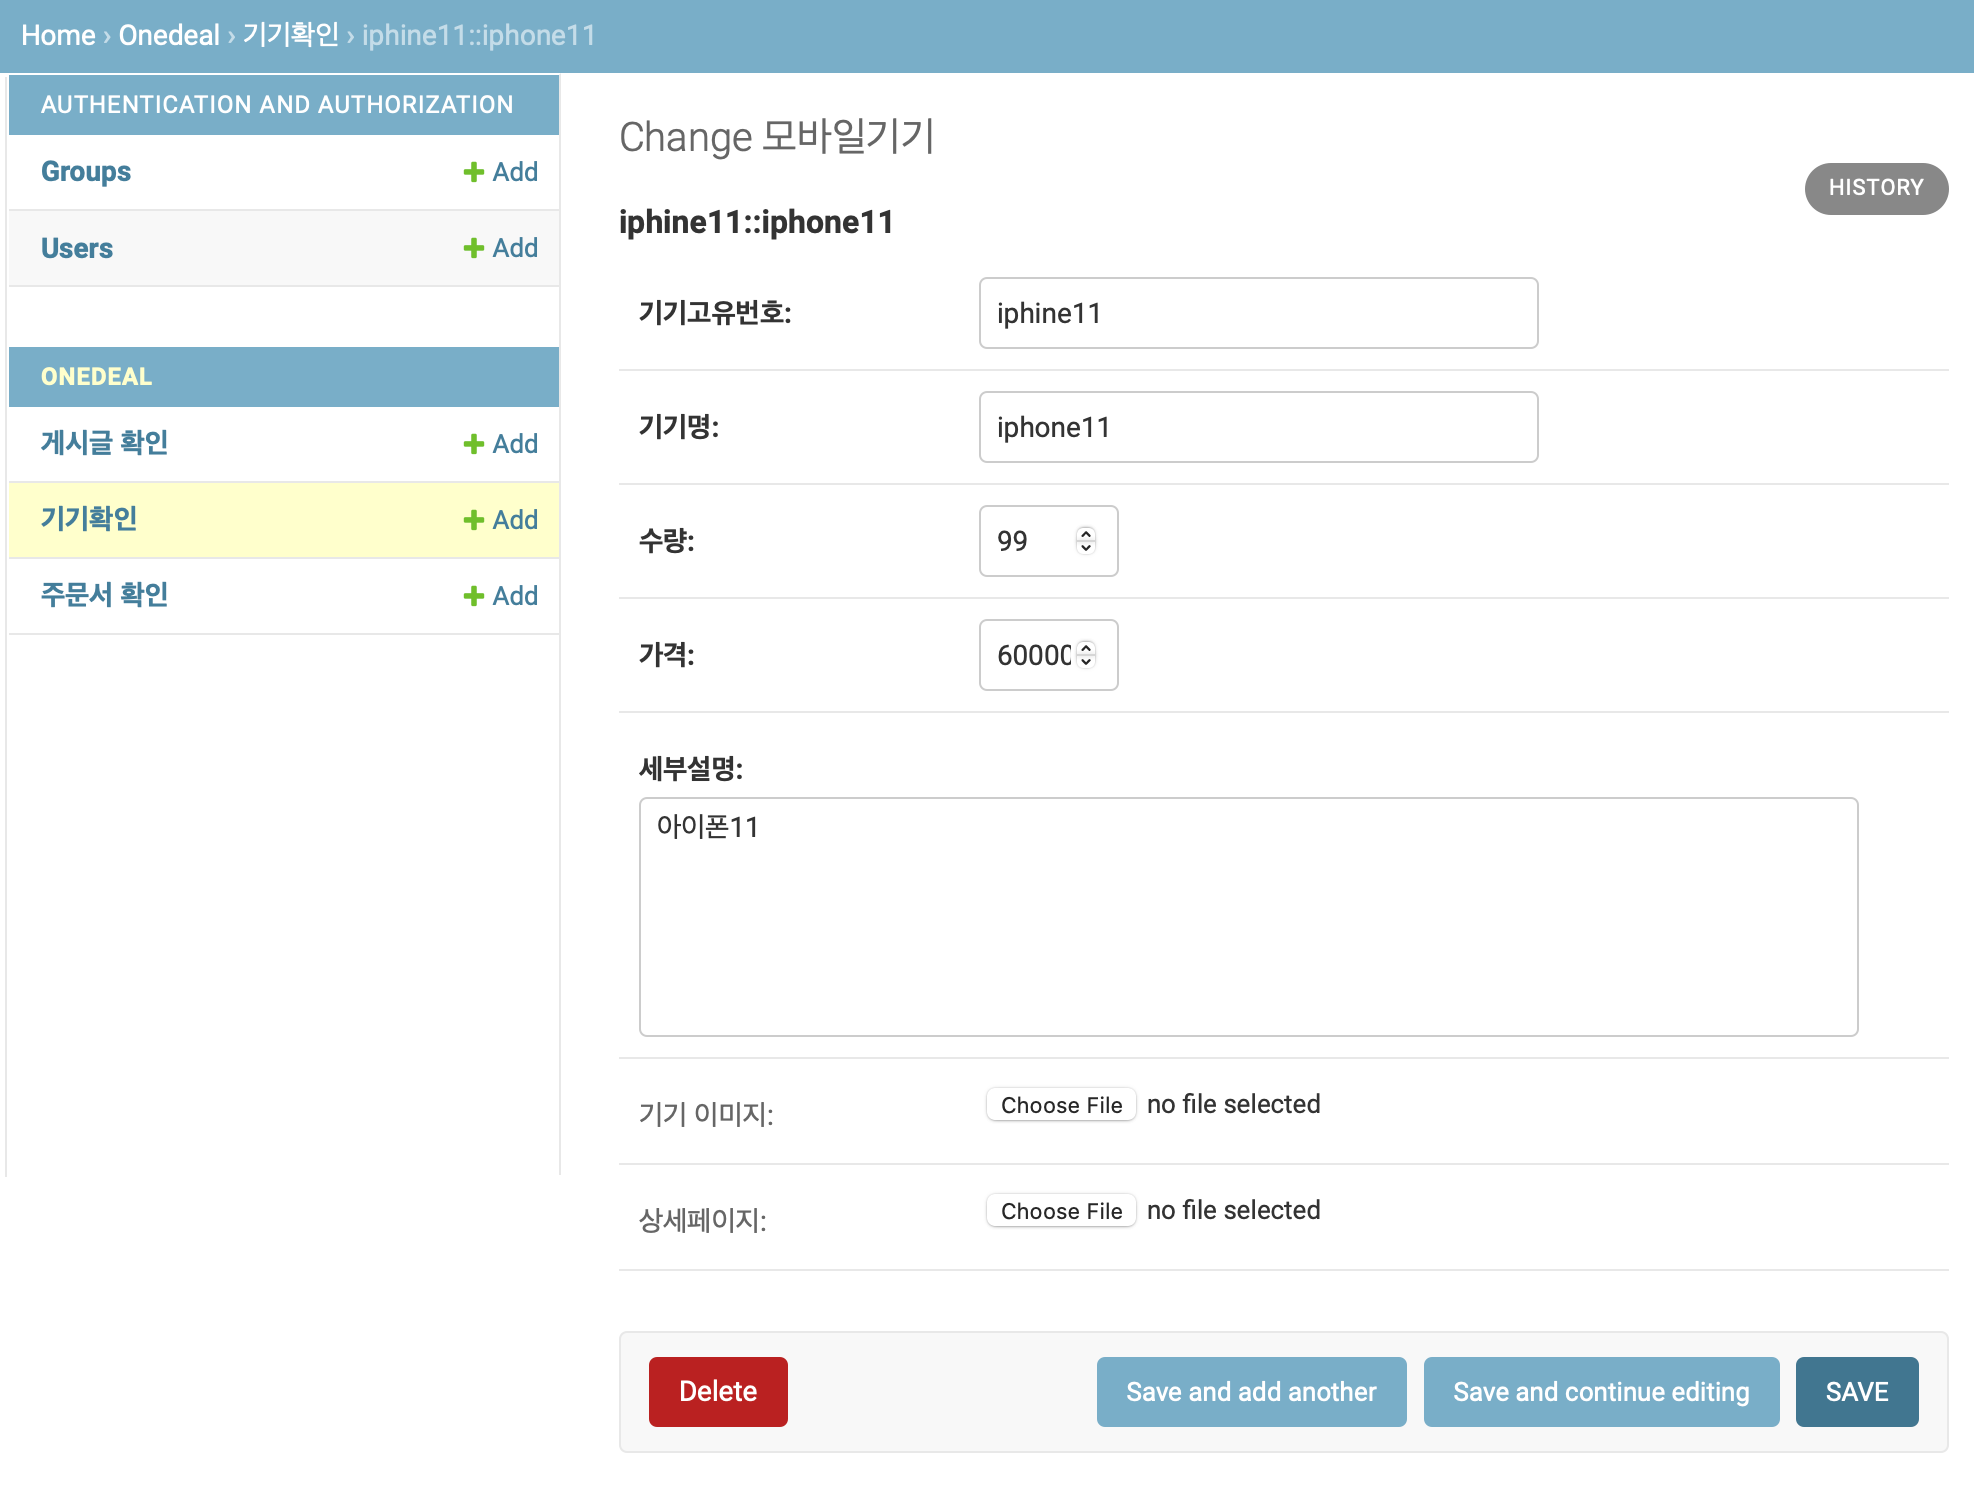 Home › Onedeal › 기기확인 › iphine11::iphone11
AUTHENTICATION AND AUTHORIZATION
Groups
Add
Users
Add
ONEDEAL
게시글 확인
Add
기기확인
Add
주문서 확인
Add
Change 모바일기기
HISTORY
iphine11::iphone11
기기고유번호:
iphine11
기기명:
iphone11
수량:
99
가격:
60000
세부설명:
아이폰11
기기 이미지:
Choose File no file selected
상세페이지:
Choose File no file selected
Delete
Save and add another
Save and continue editing
SAVE